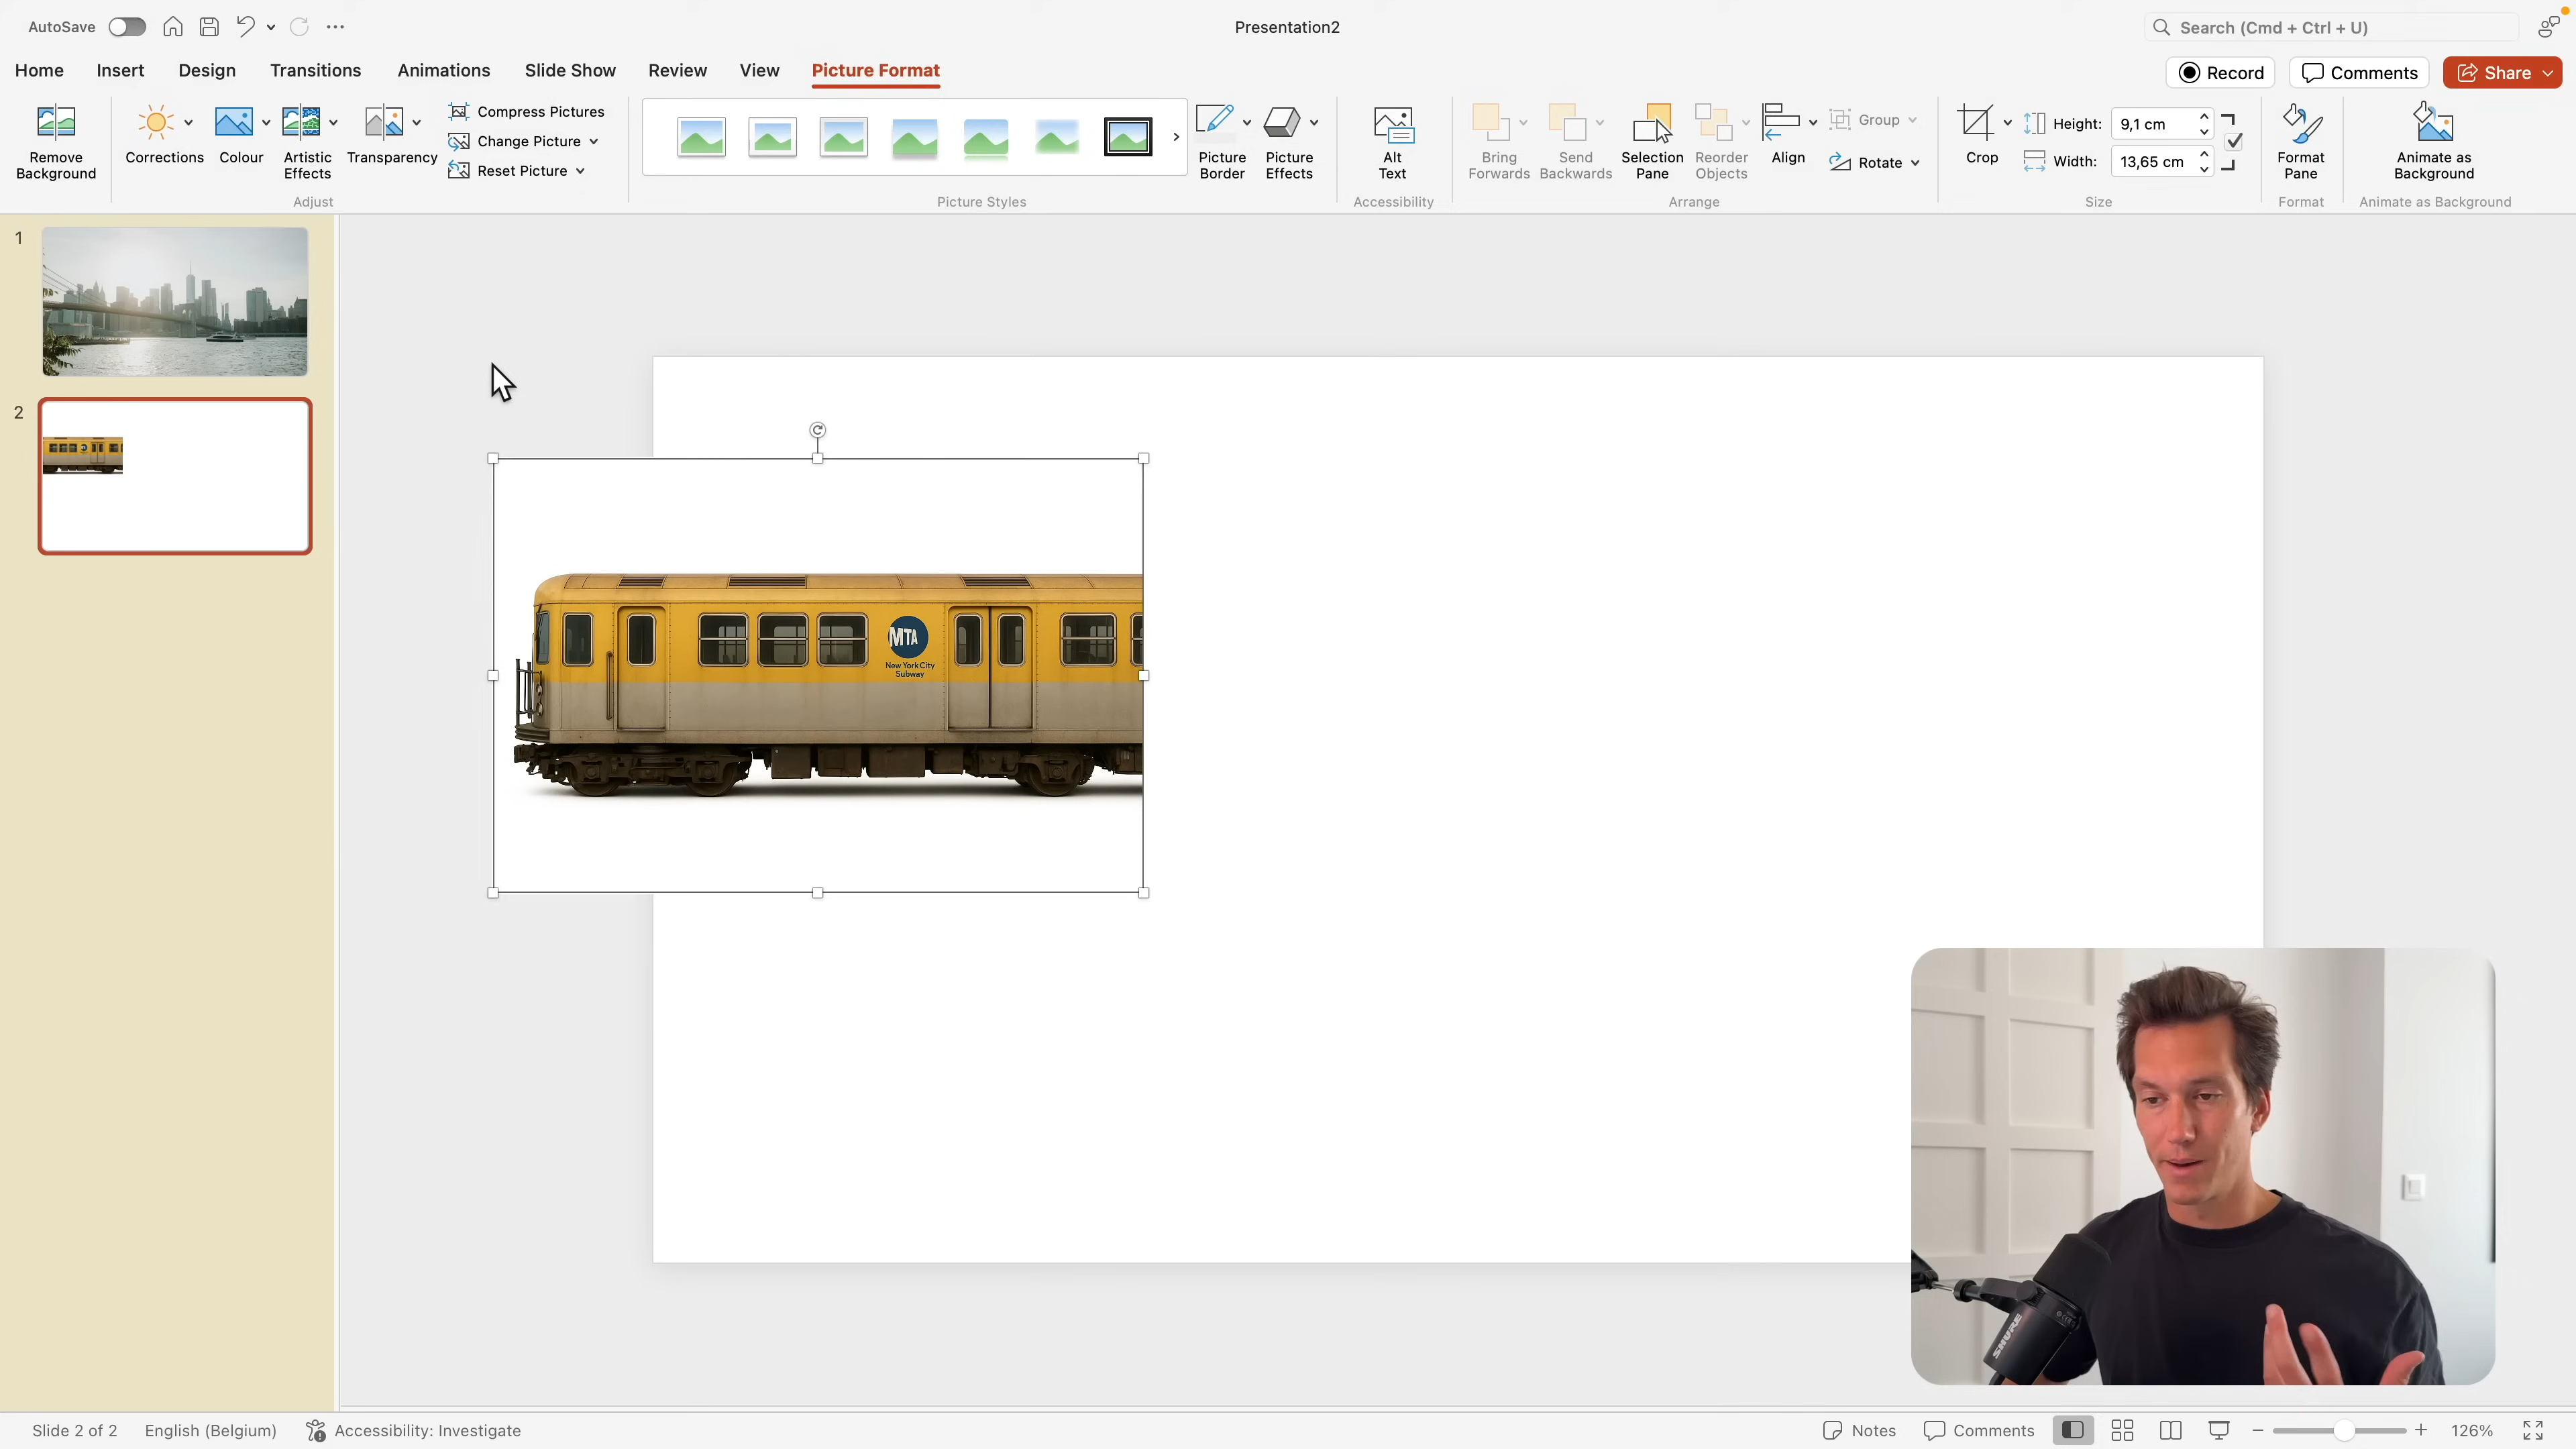 AutoSave
Presentation2
Search (Cmd + Ctrl + U)
Home Insert Design Transitions Animations Slide Show Review View Picture Format
Record Comments Share
Remove Background
Corrections
Colour
Artistic Effects
Transparency
Compress Pictures
Change Picture
Reset Picture
Adjust
Picture Styles
Picture Border
Picture Effects
Alt Text
Accessibility
Bring Forwards
Send Backwards
Selection Pane
Reorder Objects
Align
Group
Rotate
Arrange
Crop
Height: 9,1 cm
Width: 13,65 cm
Size
Format Pane
Format
Animate as Background
Animate as Background
1
2
MTA
New York City
Subway
SHURE
Slide 2 of 2 English (Belgium) Accessibility: Investigate Notes Comments 126%